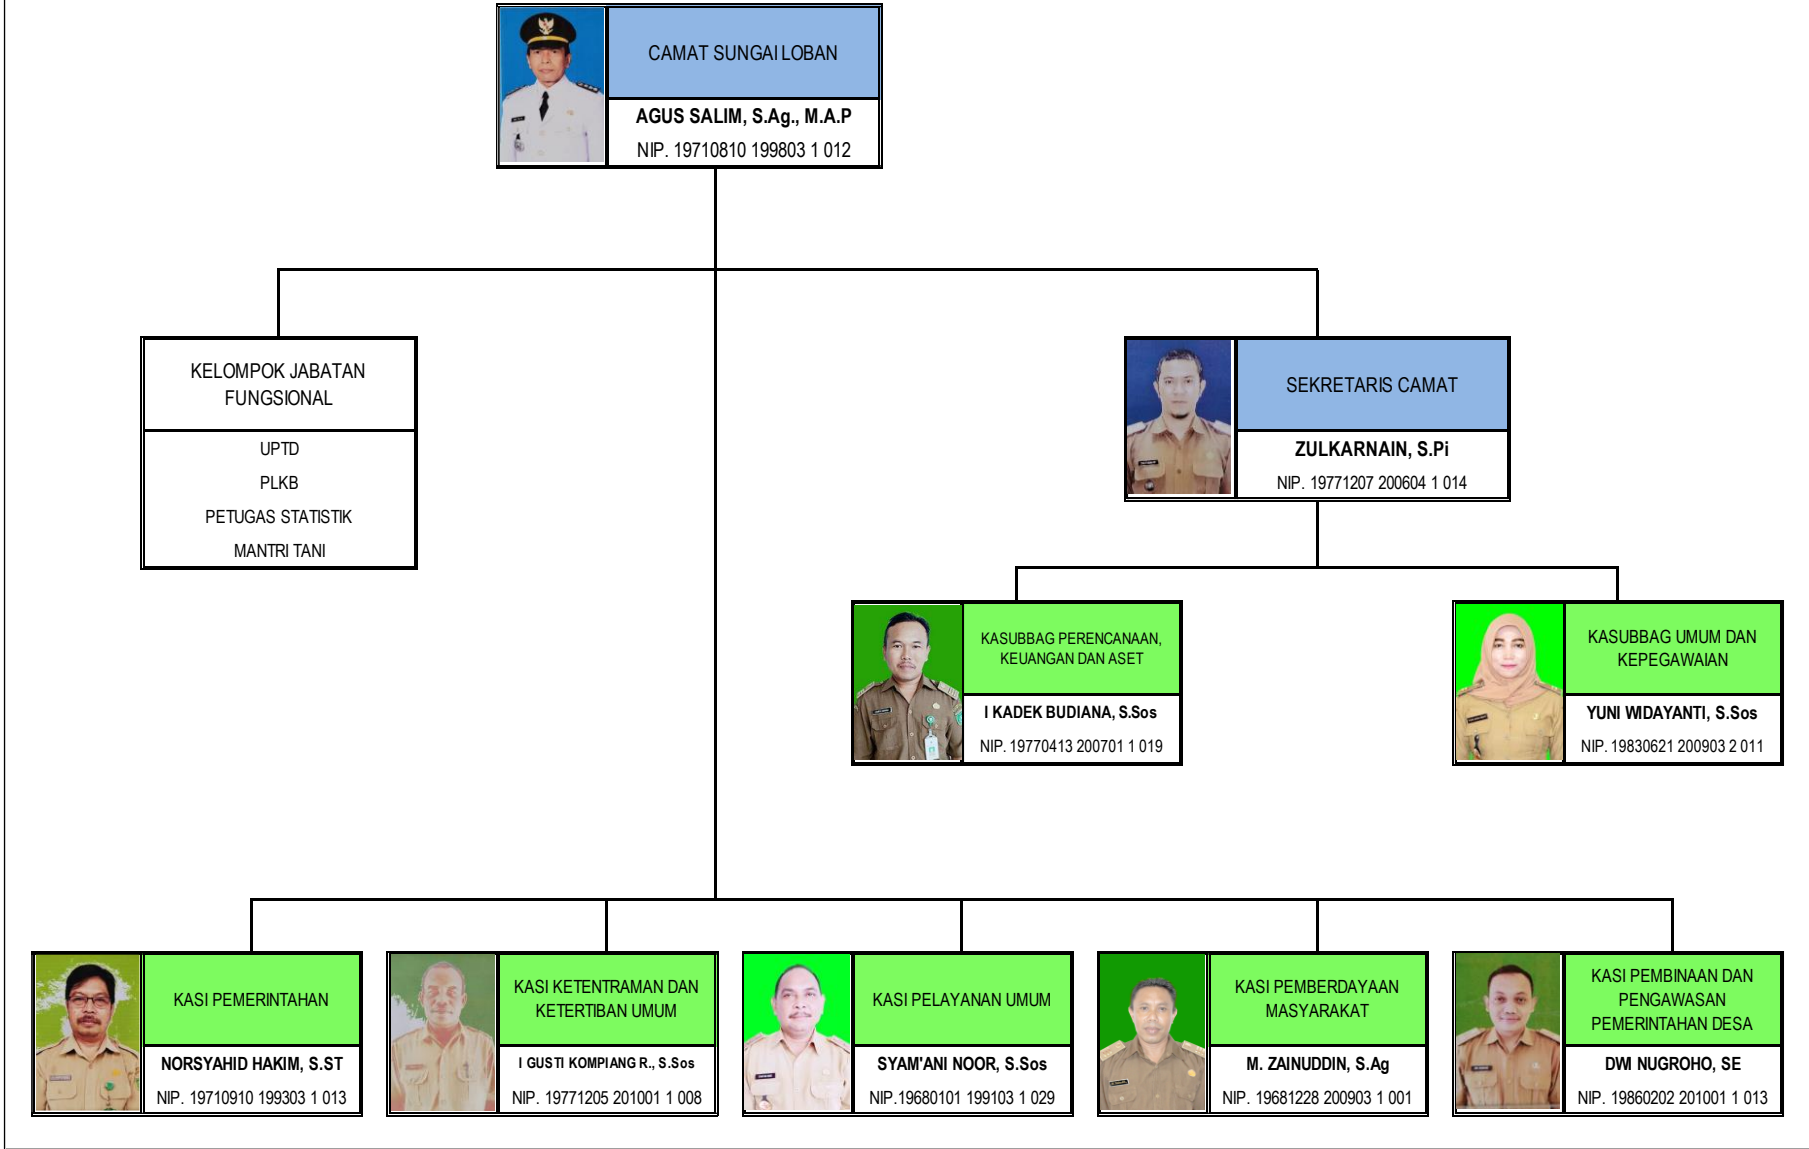 CAMAT SUNGAI LOBAN
AGUS SALIM, S.Ag., M.A.P
NIP. 19710810 199803 1 012
KELOMPOK JABATAN
FUNGSIONAL
UPTD
PLKB
PETUGAS STATISTIK
MANTRI TANI
SEKRETARIS CAMAT
ZULKARNAIN, S.Pi
NIP. 19771207 200604 1 014
KASUBBAG PERENCANAAN,
KEUANGAN DAN ASET
I KADEK BUDIANA, S.Sos
NIP. 19770413 200701 1 019
KASUBBAG UMUM DAN
KEPEGAWAIAN
YUNI WIDAYANTI, S.Sos
NIP. 19830621 200903 2 011
KASI PEMERINTAHAN
NORSYAHID HAKIM, S.ST
NIP. 19710910 199303 1 013
KASI KETENTRAMAN DAN
KETERTIBAN UMUM
I GUSTI KOMPIANG R., S.Sos
NIP. 19771205 201001 1 008
KASI PELAYANAN UMUM
SYAM'ANI NOOR, S.Sos
NIP.19680101 199103 1 029
KASI PEMBERDAYAAN
MASYARAKAT
M. ZAINUDDIN, S.Ag
NIP. 19681228 200903 1 001
KASI PEMBINAAN DAN
PENGAWASAN
PEMERINTAHAN DESA
DWI NUGROHO, SE
NIP. 19860202 201001 1 013